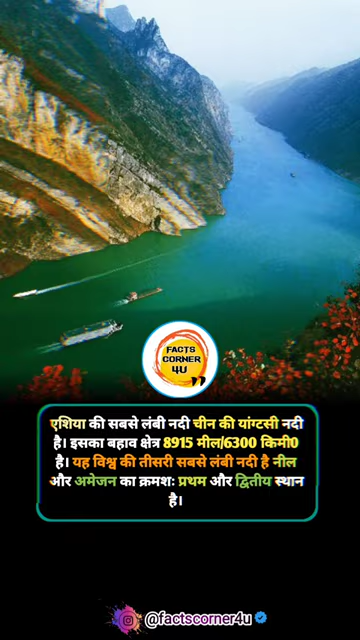 FACTS
CORNER
4U
एशिया की सबसे लंबी नदी चीन की यांग्टसी नदी
है। इसका बहाव क्षेत्र 8915 मील/6300 किमी0
है। यह विश्व की तीसरी सबसे लंबी नदी है नील
और अमेजन का क्रमशः प्रथम और द्वितीय स्थान
है।
@factscorner4u